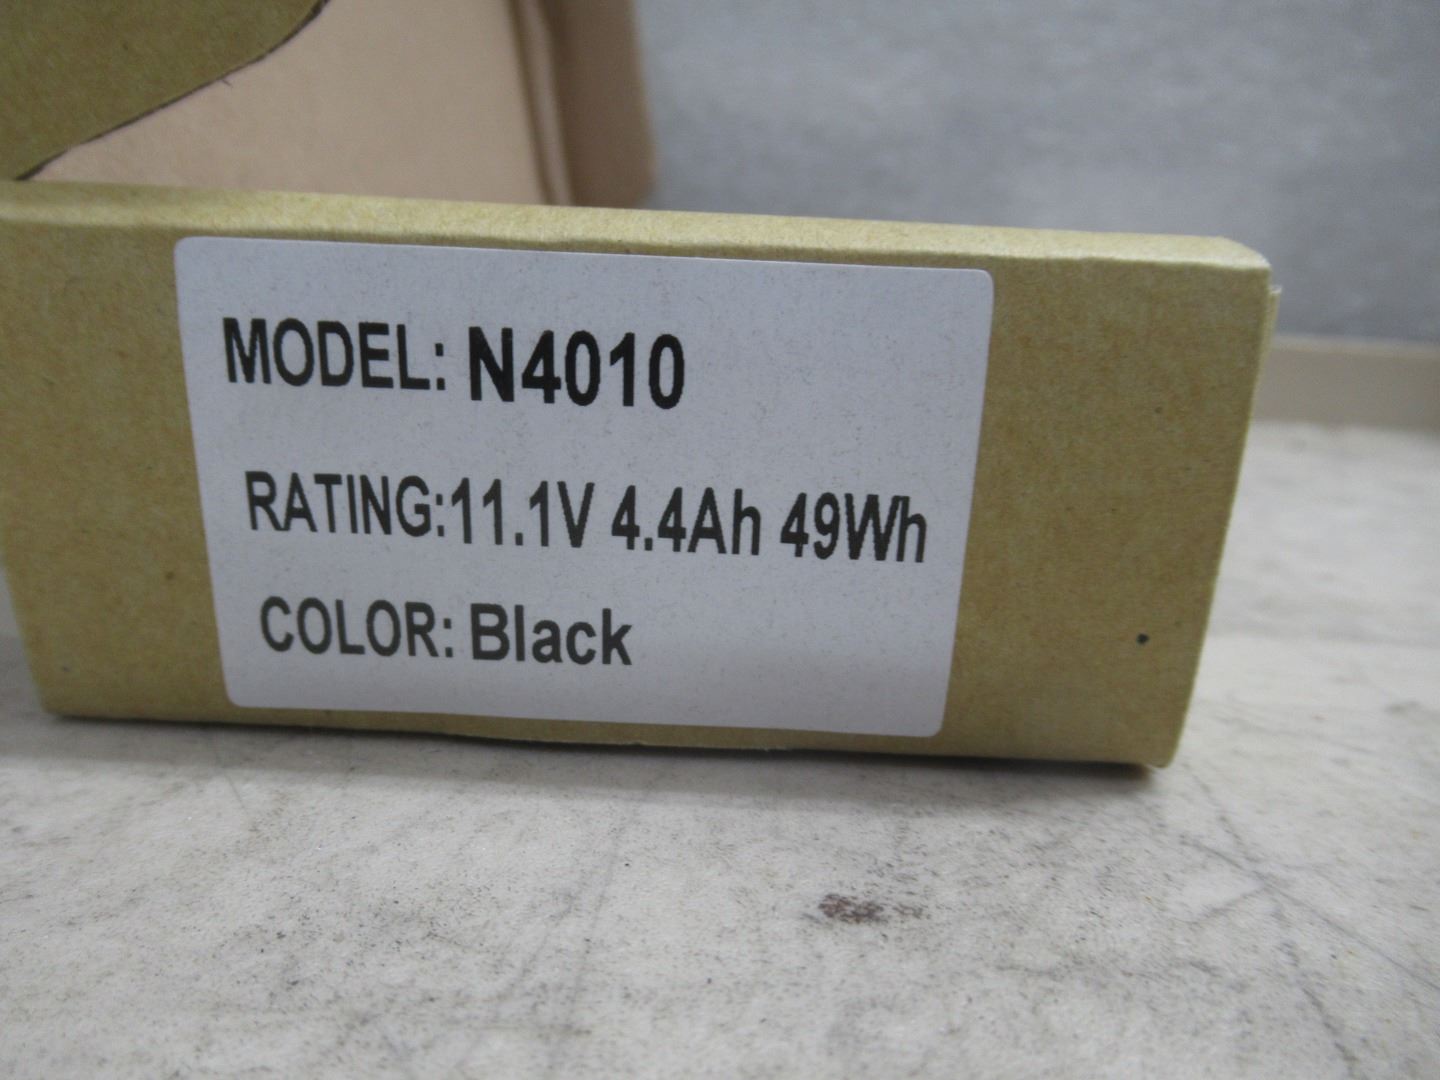 MODEL: N4010
RATING:11.1V 4.4Ah 49Wh
COLOR: Black